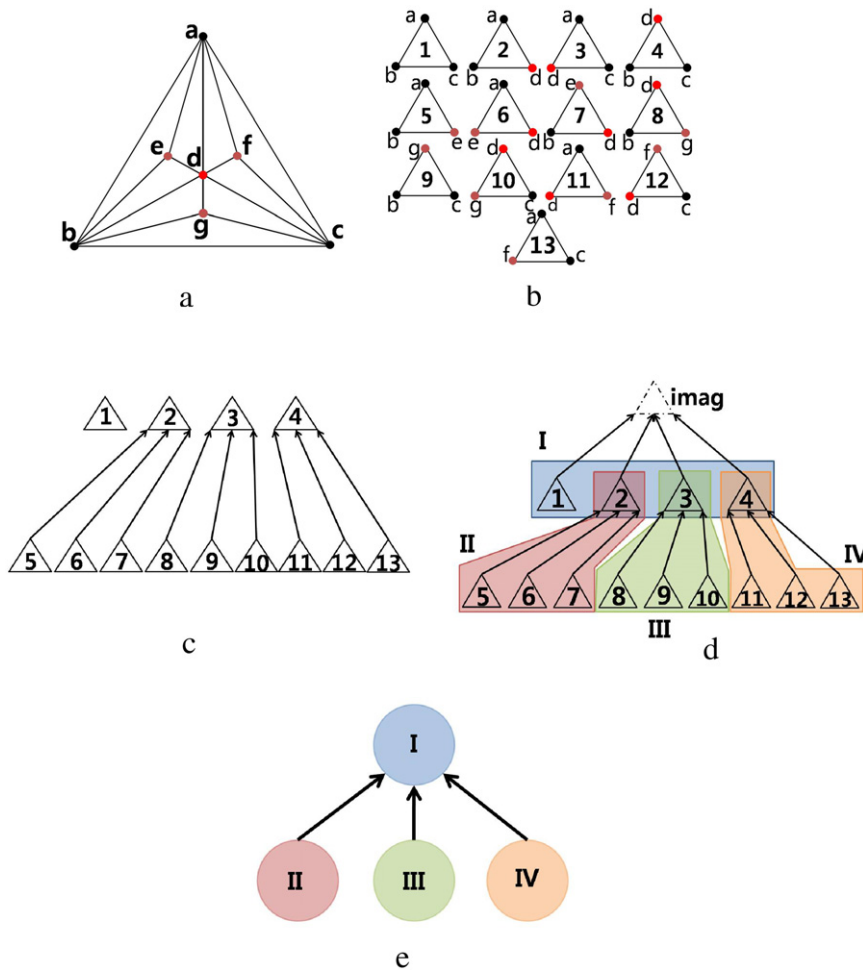 a
e d f
g
b c
a
a a a d
1 2 3 4
b c b d d c b c
a a e d
5 6 7 8
b e e d b d b g
g d a f
9 10 11 12
b c g c d f d c
a
13
f c
b
1 2 3 4
5 6 7 8 9 10 11 12 13
c
imag
I
1 2 3 4
II IV
5 6 7 8 9 10 11 12 13
III
d
I
II III IV
e